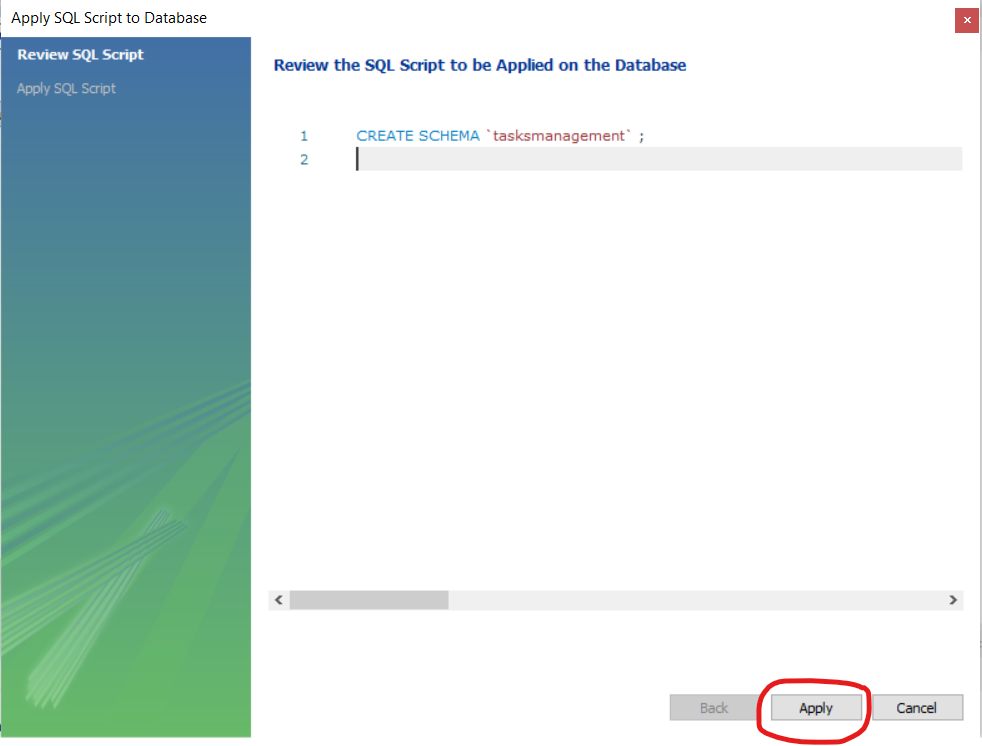 Apply SQL Script to Database
Review SQL Script
Apply SQL Script
Review the SQL Script to be Applied on the Database
1 CREATE SCHEMA `tasksmanagement` ;
2
Back Apply Cancel